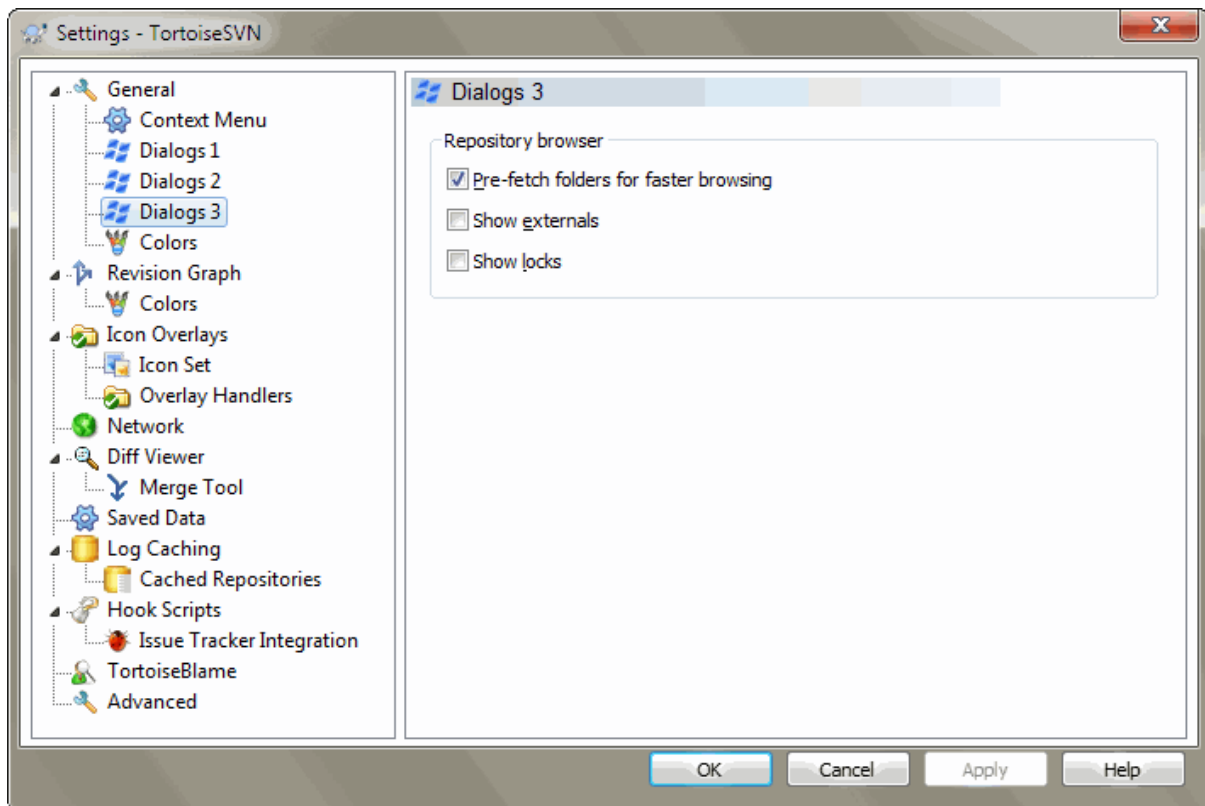 Settings - TortoiseSVN
General
Context Menu
Dialogs 1
Dialogs 2
Dialogs 3
Colors
Revision Graph
Colors
Icon Overlays
Icon Set
Overlay Handlers
Network
Diff Viewer
Merge Tool
Saved Data
Log Caching
Cached Repositories
Hook Scripts
Issue Tracker Integration
TortoiseBlame
Advanced
Dialogs 3
Repository browser
Pre-fetch folders for faster browsing
Show externals
Show locks
OK
Cancel
Apply
Help